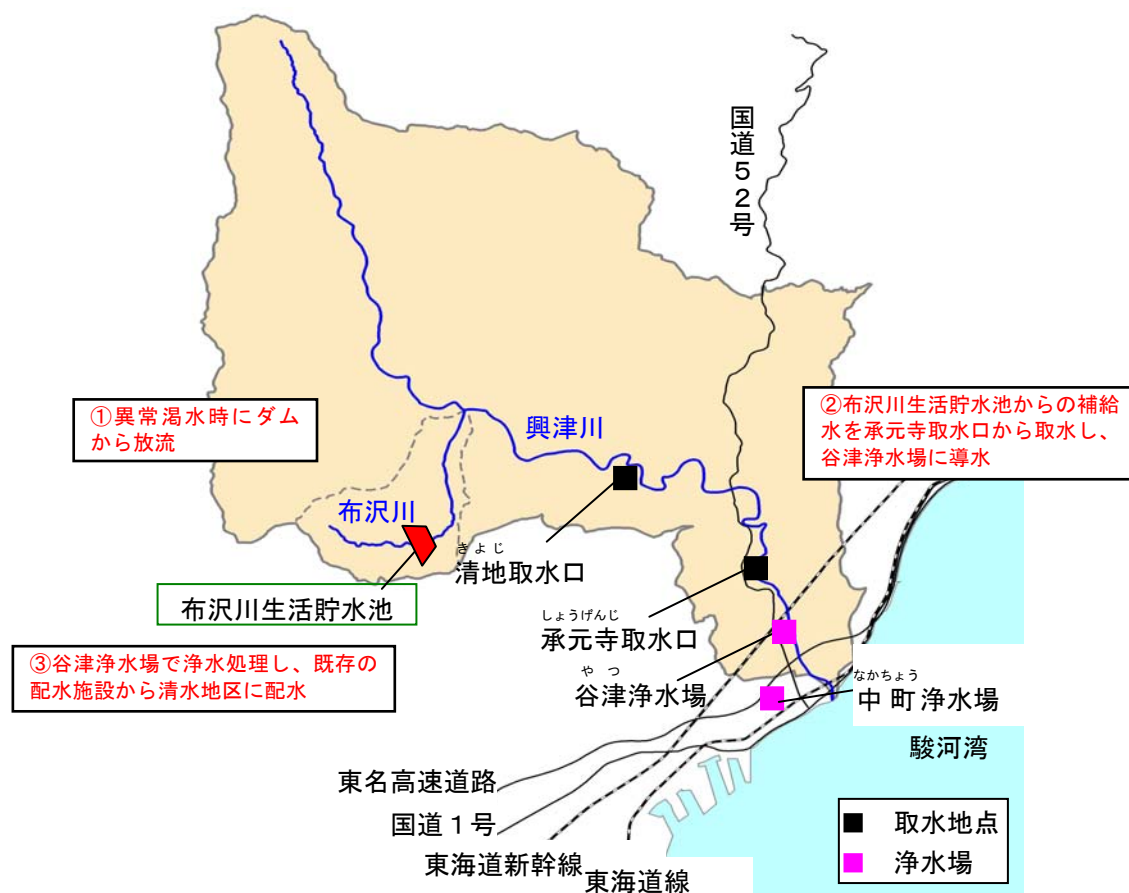 国道５２号
①異常渇水時にダム
から放流
興津川
②布沢川生活貯水池からの補給
水を承元寺取水口から取水し、
谷津浄水場に導水
布沢川
きよじ
清地取水口
布沢川生活貯水池
しょうげんじ
承元寺取水口
③谷津浄水場で浄水処理し、既存の
配水施設から清水地区に配水
やつ
谷津浄水場
なかちょう
中町浄水場
駿河湾
東名高速道路
国道１号
東海道新幹線
東海道線
取水地点
浄水場